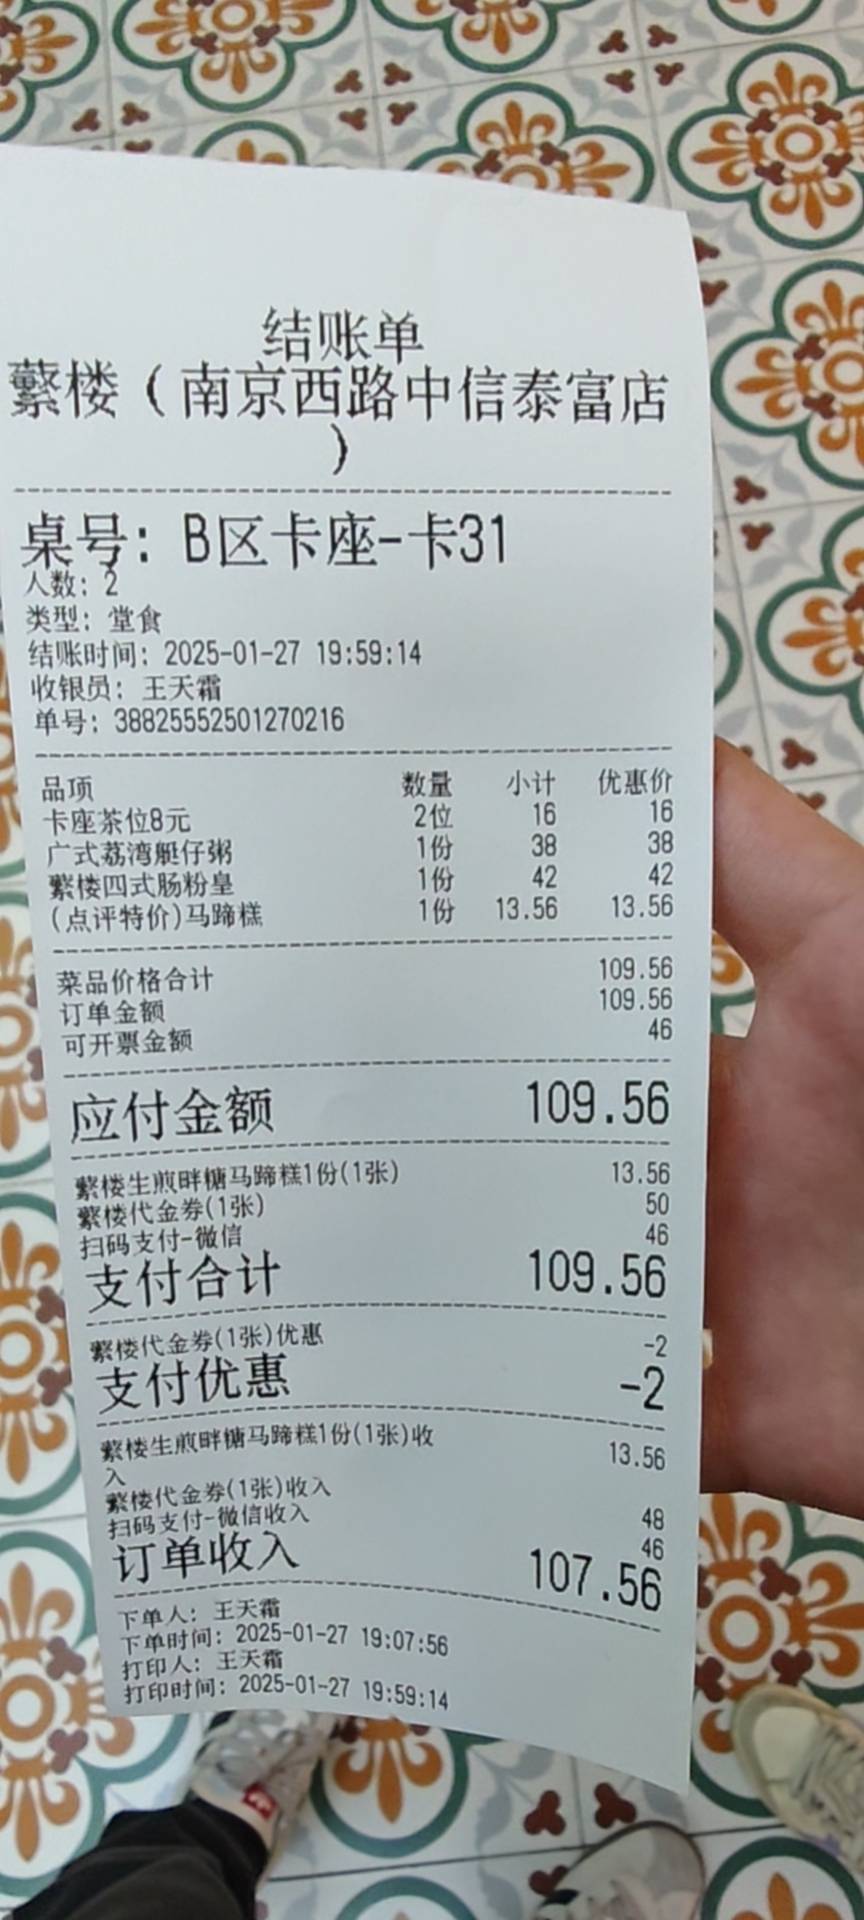 结账单
蘩楼（南京西路中信泰富店
）
桌号: B区卡座-卡31
人数: 2
类型: 堂食
结账时间: 2025-01-27 19:59:14
收银员: 王天霜
单号: 38825552501270216
品项 数量 小计 优惠价
卡座茶位8元 2位 16 16
广式荔湾艇仔粥 1份 38 38
蘩楼四式肠粉皇 1份 42 42
(点评特价)马蹄糕 1份 13.56 13.56
菜品价格合计 109.56
订单金额 109.56
可开票金额 46
应付金额 109.56
蘩楼生煎畔糖马蹄糕1份(1张) 13.56
蘩楼代金券(1张) 50
扫码支付-微信 46
支付合计 109.56
蘩楼代金券(1张)优惠 -2
支付优惠 -2
蘩楼生煎畔糖马蹄糕1份(1张)收
入 13.56
蘩楼代金券(1张)收入 48
扫码支付-微信收入 46
订单收入 107.56
下单人: 王天霜
下单时间: 2025-01-27 19:07:56
打印人: 王天霜
打印时间: 2025-01-27 19:59:14